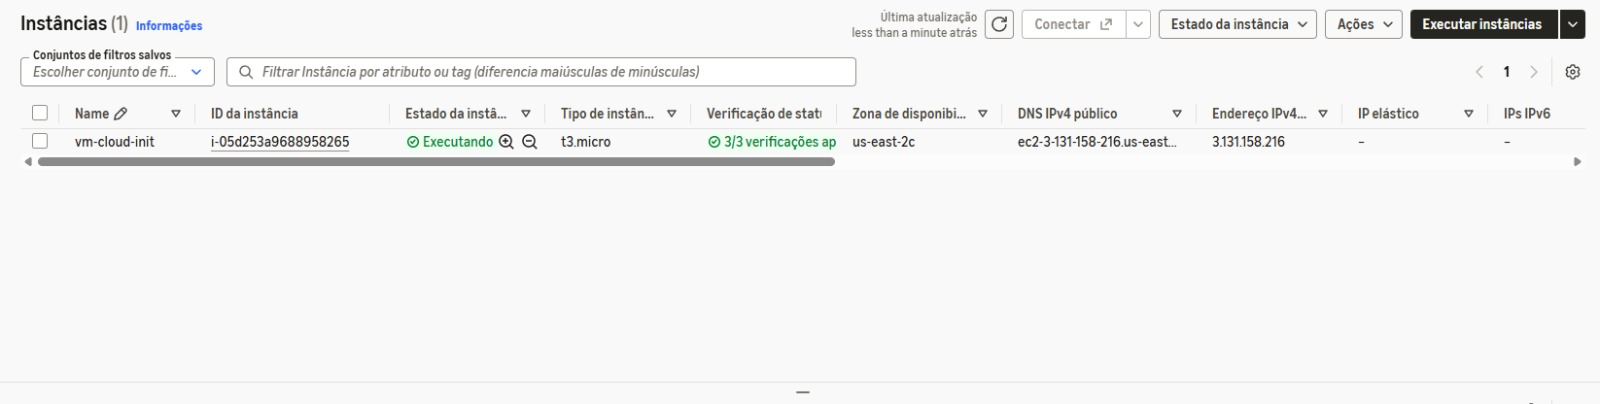 Instâncias (1) Informações
Última atualização
less than a minute atrás
Conectar
Estado da instância
Ações
Executar instâncias
Conjuntos de filtros salvos
Escolher conjunto de fi...
Filtrar Instância por atributo ou tag (diferencia maiúsculas de minúsculas)
1
Name ID da instância Estado da instâ... Tipo de instân... Verificação de statu Zona de disponibi... DNS IPv4 público Endereço IPv4... IP elástico IPs IPv6
vm-cloud-init i-05d253a9688958265 Executando t3.micro 3/3 verificações ap us-east-2c ec2-3-131-158-216.us-east... 3.131.158.216 – –